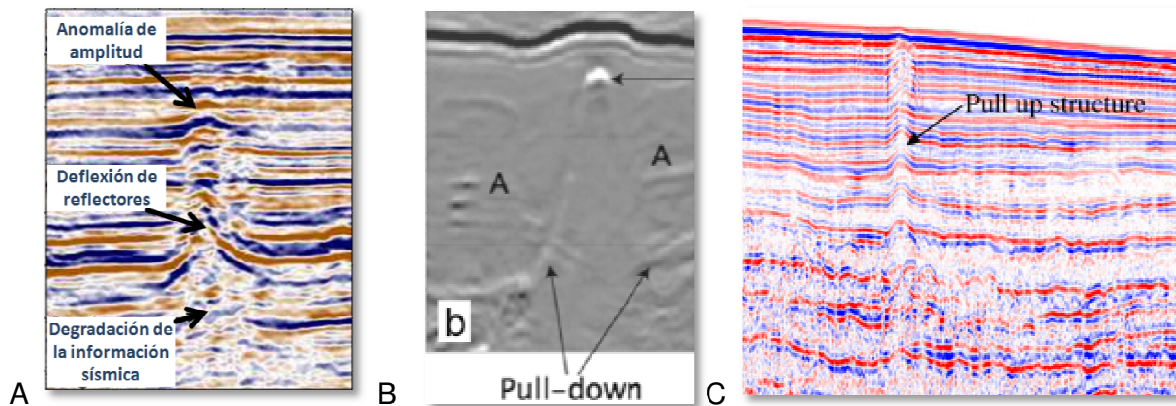 Anomalía de
amplitud
Deflexión de
reflectores
Degradación de
la información
sísmica
A
A
A
b
Pull-down
B
Pull up structure
C